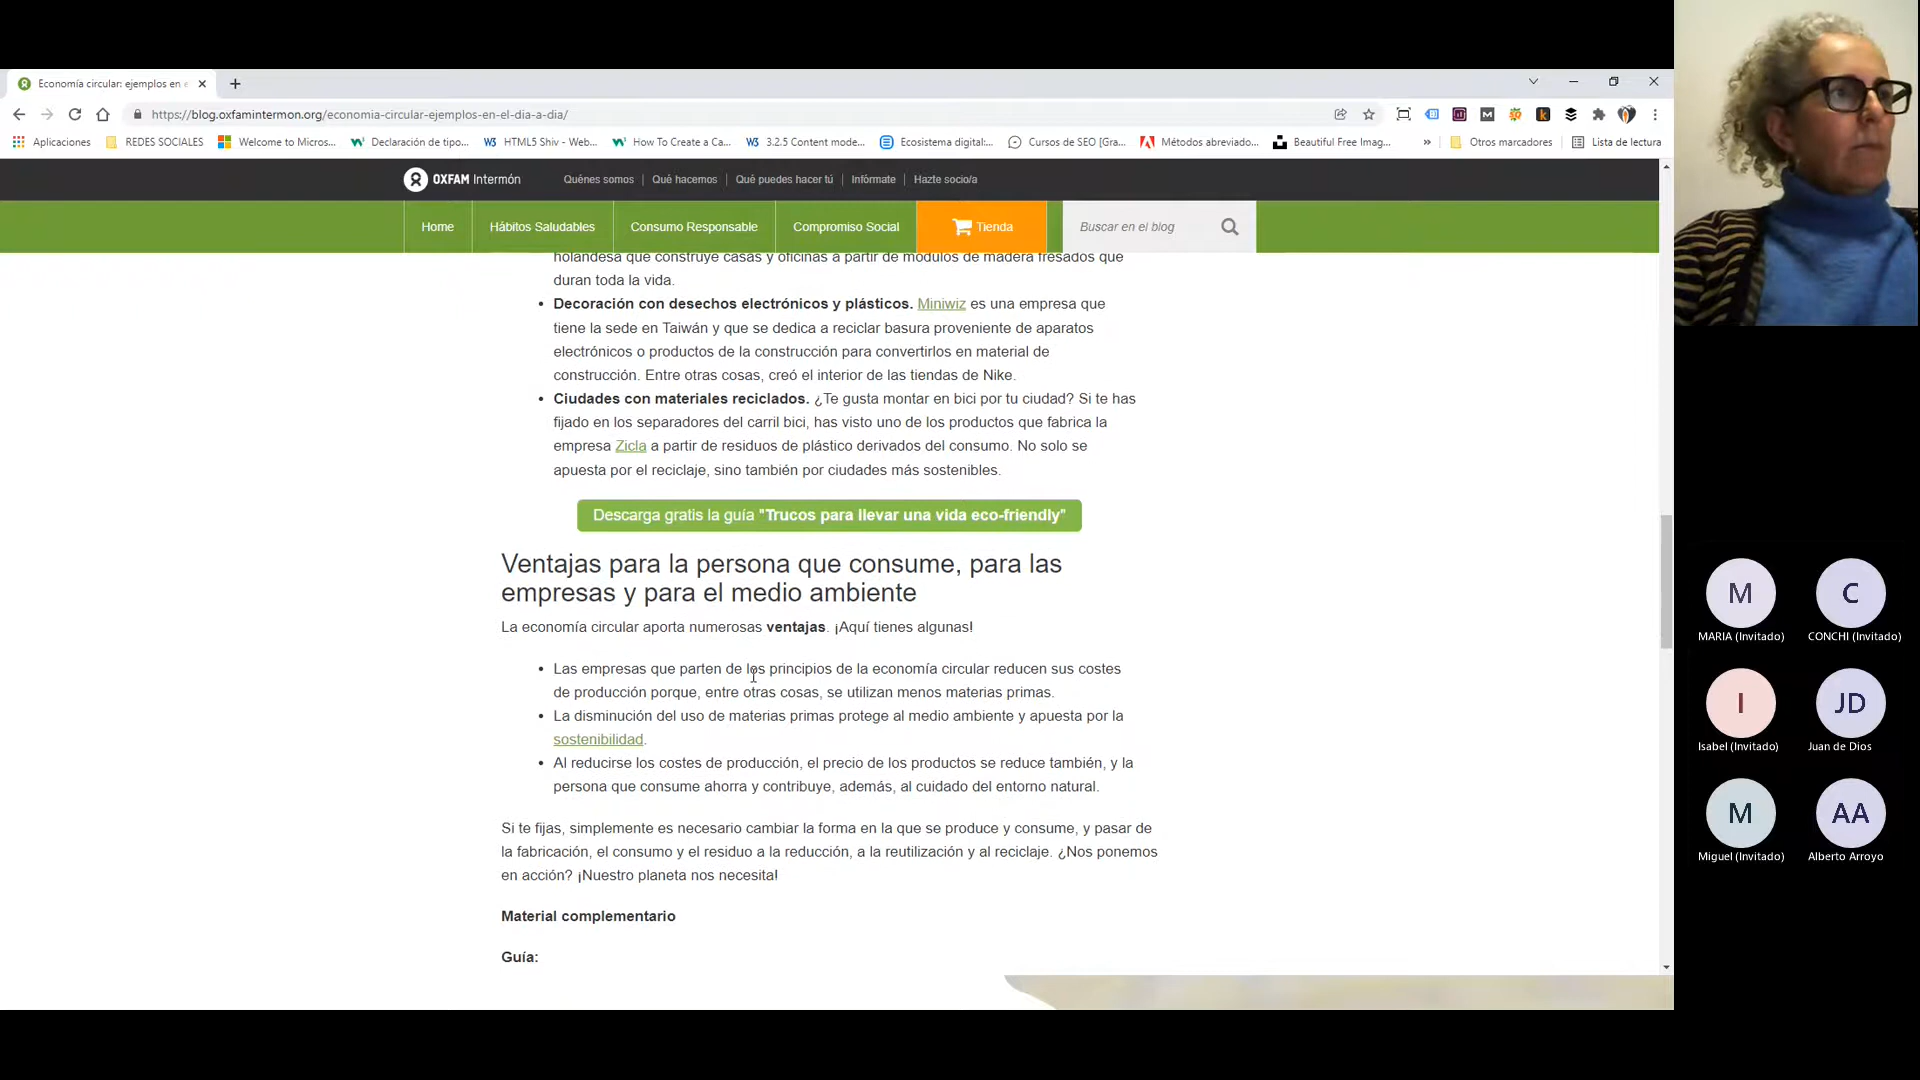 Economía circular: ejemplos en e
https://blog.oxfamintermon.org/economia-circular-ejemplos-en-el-dia-a-dia/
Aplicaciones REDES SOCIALES Welcome to Micros... Declaración de tipo... HTML5 Shiv - Web... How To Create a Ca... 3.2.5 Content mode... Ecosistema digital:... Cursos de SEO [Gra... Métodos abreviado... Beautiful Free Imag... » Otros marcadores Lista de lectura
OXFAM Intermón Quiénes somos | Qué hacemos | Qué puedes hacer tú | Infórmate | Hazte socio/a
Home Hábitos Saludables Consumo Responsable Compromiso Social Tienda Buscar en el blog
holandesa que construye casas y oficinas a partir de módulos de madera fresados que
duran toda la vida.
• Decoración con desechos electrónicos y plásticos. Miniwiz es una empresa que
tiene la sede en Taiwán y que se dedica a reciclar basura proveniente de aparatos
electrónicos o productos de la construcción para convertirlos en material de
construcción. Entre otras cosas, creó el interior de las tiendas de Nike.
• Ciudades con materiales reciclados. ¿Te gusta montar en bici por tu ciudad? Si te has
fijado en los separadores del carril bici, has visto uno de los productos que fabrica la
empresa Zicla a partir de residuos de plástico derivados del consumo. No solo se
apuesta por el reciclaje, sino también por ciudades más sostenibles.
Descarga gratis la guía "Trucos para llevar una vida eco-friendly"
Ventajas para la persona que consume, para las
empresas y para el medio ambiente
La economía circular aporta numerosas ventajas. ¡Aquí tienes algunas!
• Las empresas que parten de los principios de la economía circular reducen sus costes
de producción porque, entre otras cosas, se utilizan menos materias primas.
• La disminución del uso de materias primas protege al medio ambiente y apuesta por la
sostenibilidad.
• Al reducirse los costes de producción, el precio de los productos se reduce también, y la
persona que consume ahorra y contribuye, además, al cuidado del entorno natural.
Si te fijas, simplemente es necesario cambiar la forma en la que se produce y consume, y pasar de
la fabricación, el consumo y el residuo a la reducción, a la reutilización y al reciclaje. ¿Nos ponemos
en acción? ¡Nuestro planeta nos necesita!
Material complementario
Guía:
M C
MARIA (Invitado) CONCHI (Invitado)
I JD
Isabel (Invitado) Juan de Dios
M AA
Miguel (Invitado) Alberto Arroyo